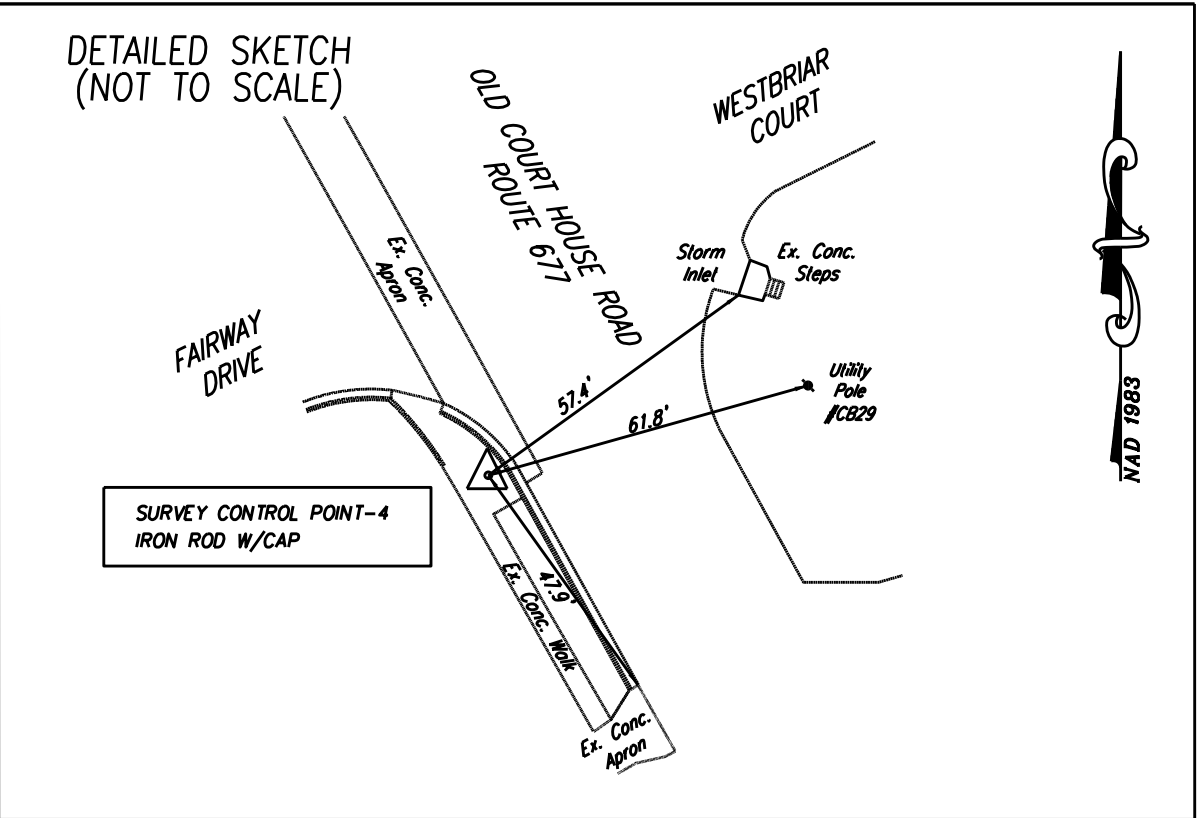 DETAILED SKETCH
(NOT TO SCALE)
OLD COURT HOUSE ROAD
ROUTE 677
WESTBRIAR
COURT
Ex. Conc.
Apron
Storm
Inlet
Ex. Conc.
Steps
FAIRWAY
DRIVE
57.4'
61.8'
Utility
Pole
#CB29
NAD 1983
SURVEY CONTROL POINT-4
IRON ROD W/CAP
47.9'
Ex. Conc. Walk
Ex. Conc.
Apron